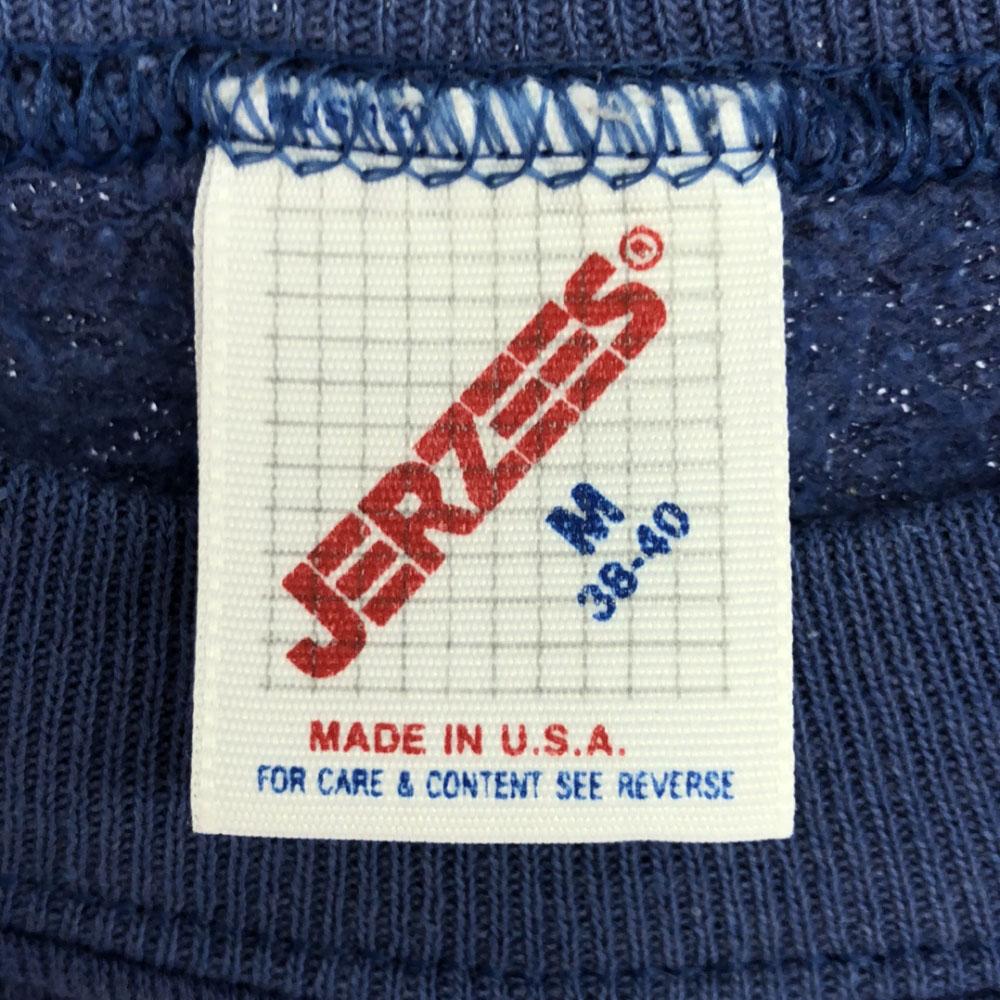 JERZEES®
M
38-40
MADE IN U.S.A.
FOR CARE & CONTENT SEE REVERSE